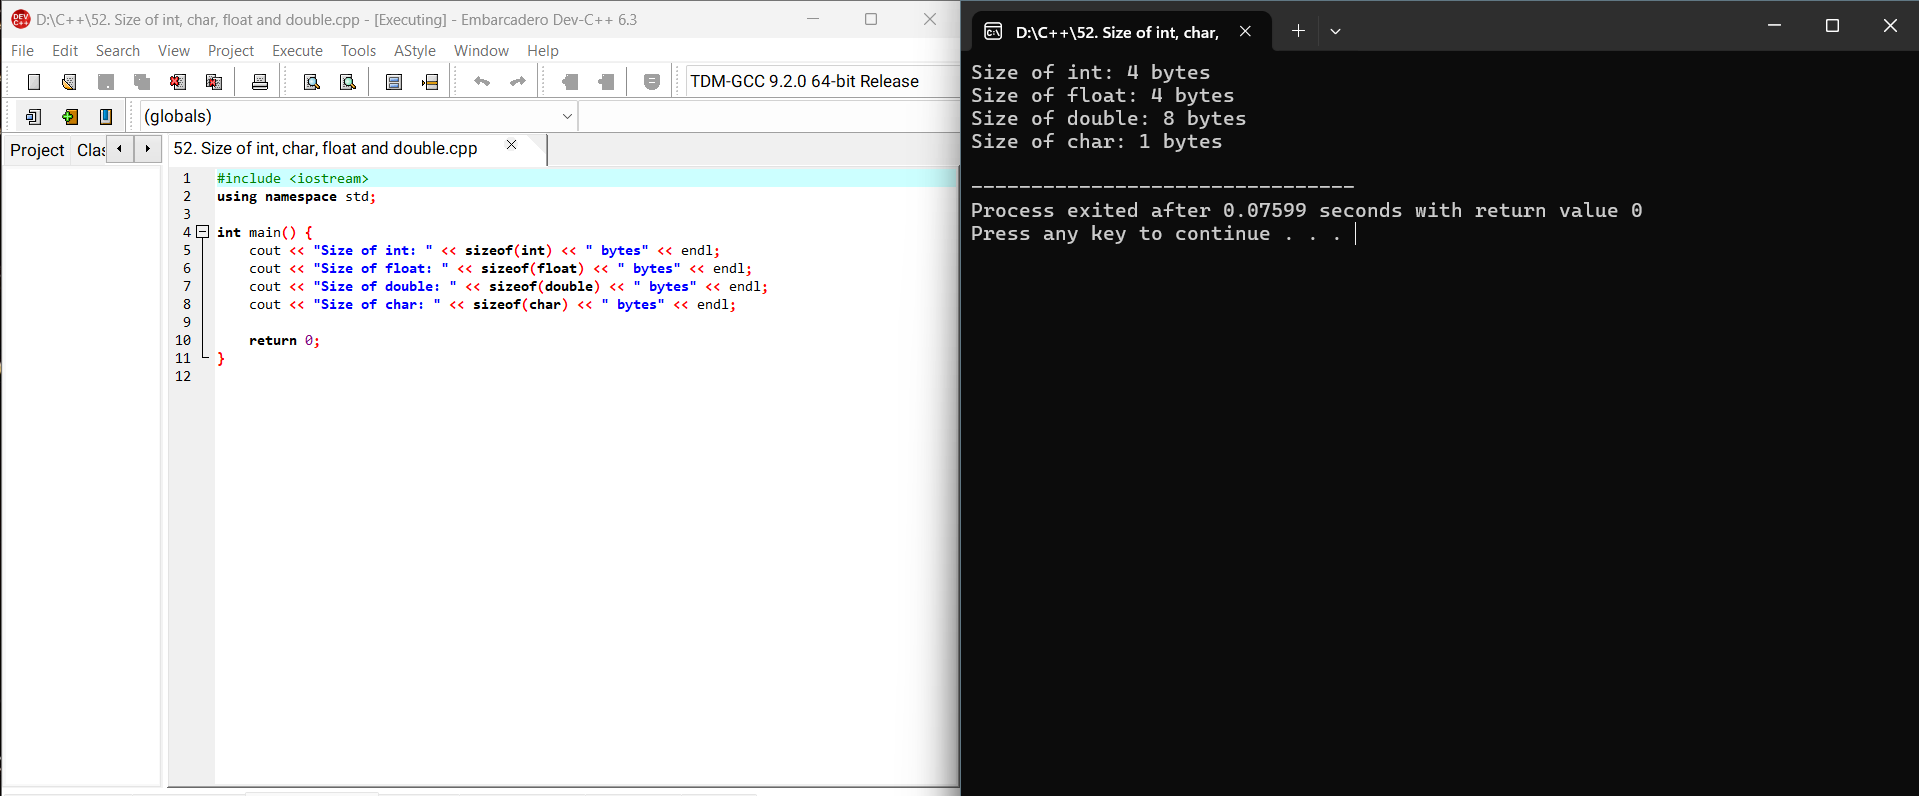 D:\C++\52. Size of int, char, float and double.cpp - [Executing] - Embarcadero Dev-C++ 6.3
File Edit Search View Project Execute Tools AStyle Window Help
TDM-GCC 9.2.0 64-bit Release
(globals)
Project Clas
52. Size of int, char, float and double.cpp
1 #include <iostream>
2 using namespace std;
3
4 int main() {
5 cout << "Size of int: " << sizeof(int) << " bytes" << endl;
6 cout << "Size of float: " << sizeof(float) << " bytes" << endl;
7 cout << "Size of double: " << sizeof(double) << " bytes" << endl;
8 cout << "Size of char: " << sizeof(char) << " bytes" << endl;
9
10 return 0;
11 }
12
D:\C++\52. Size of int, char,
Size of int: 4 bytes
Size of float: 4 bytes
Size of double: 8 bytes
Size of char: 1 bytes
--------------------------------
Process exited after 0.07599 seconds with return value 0
Press any key to continue . . .